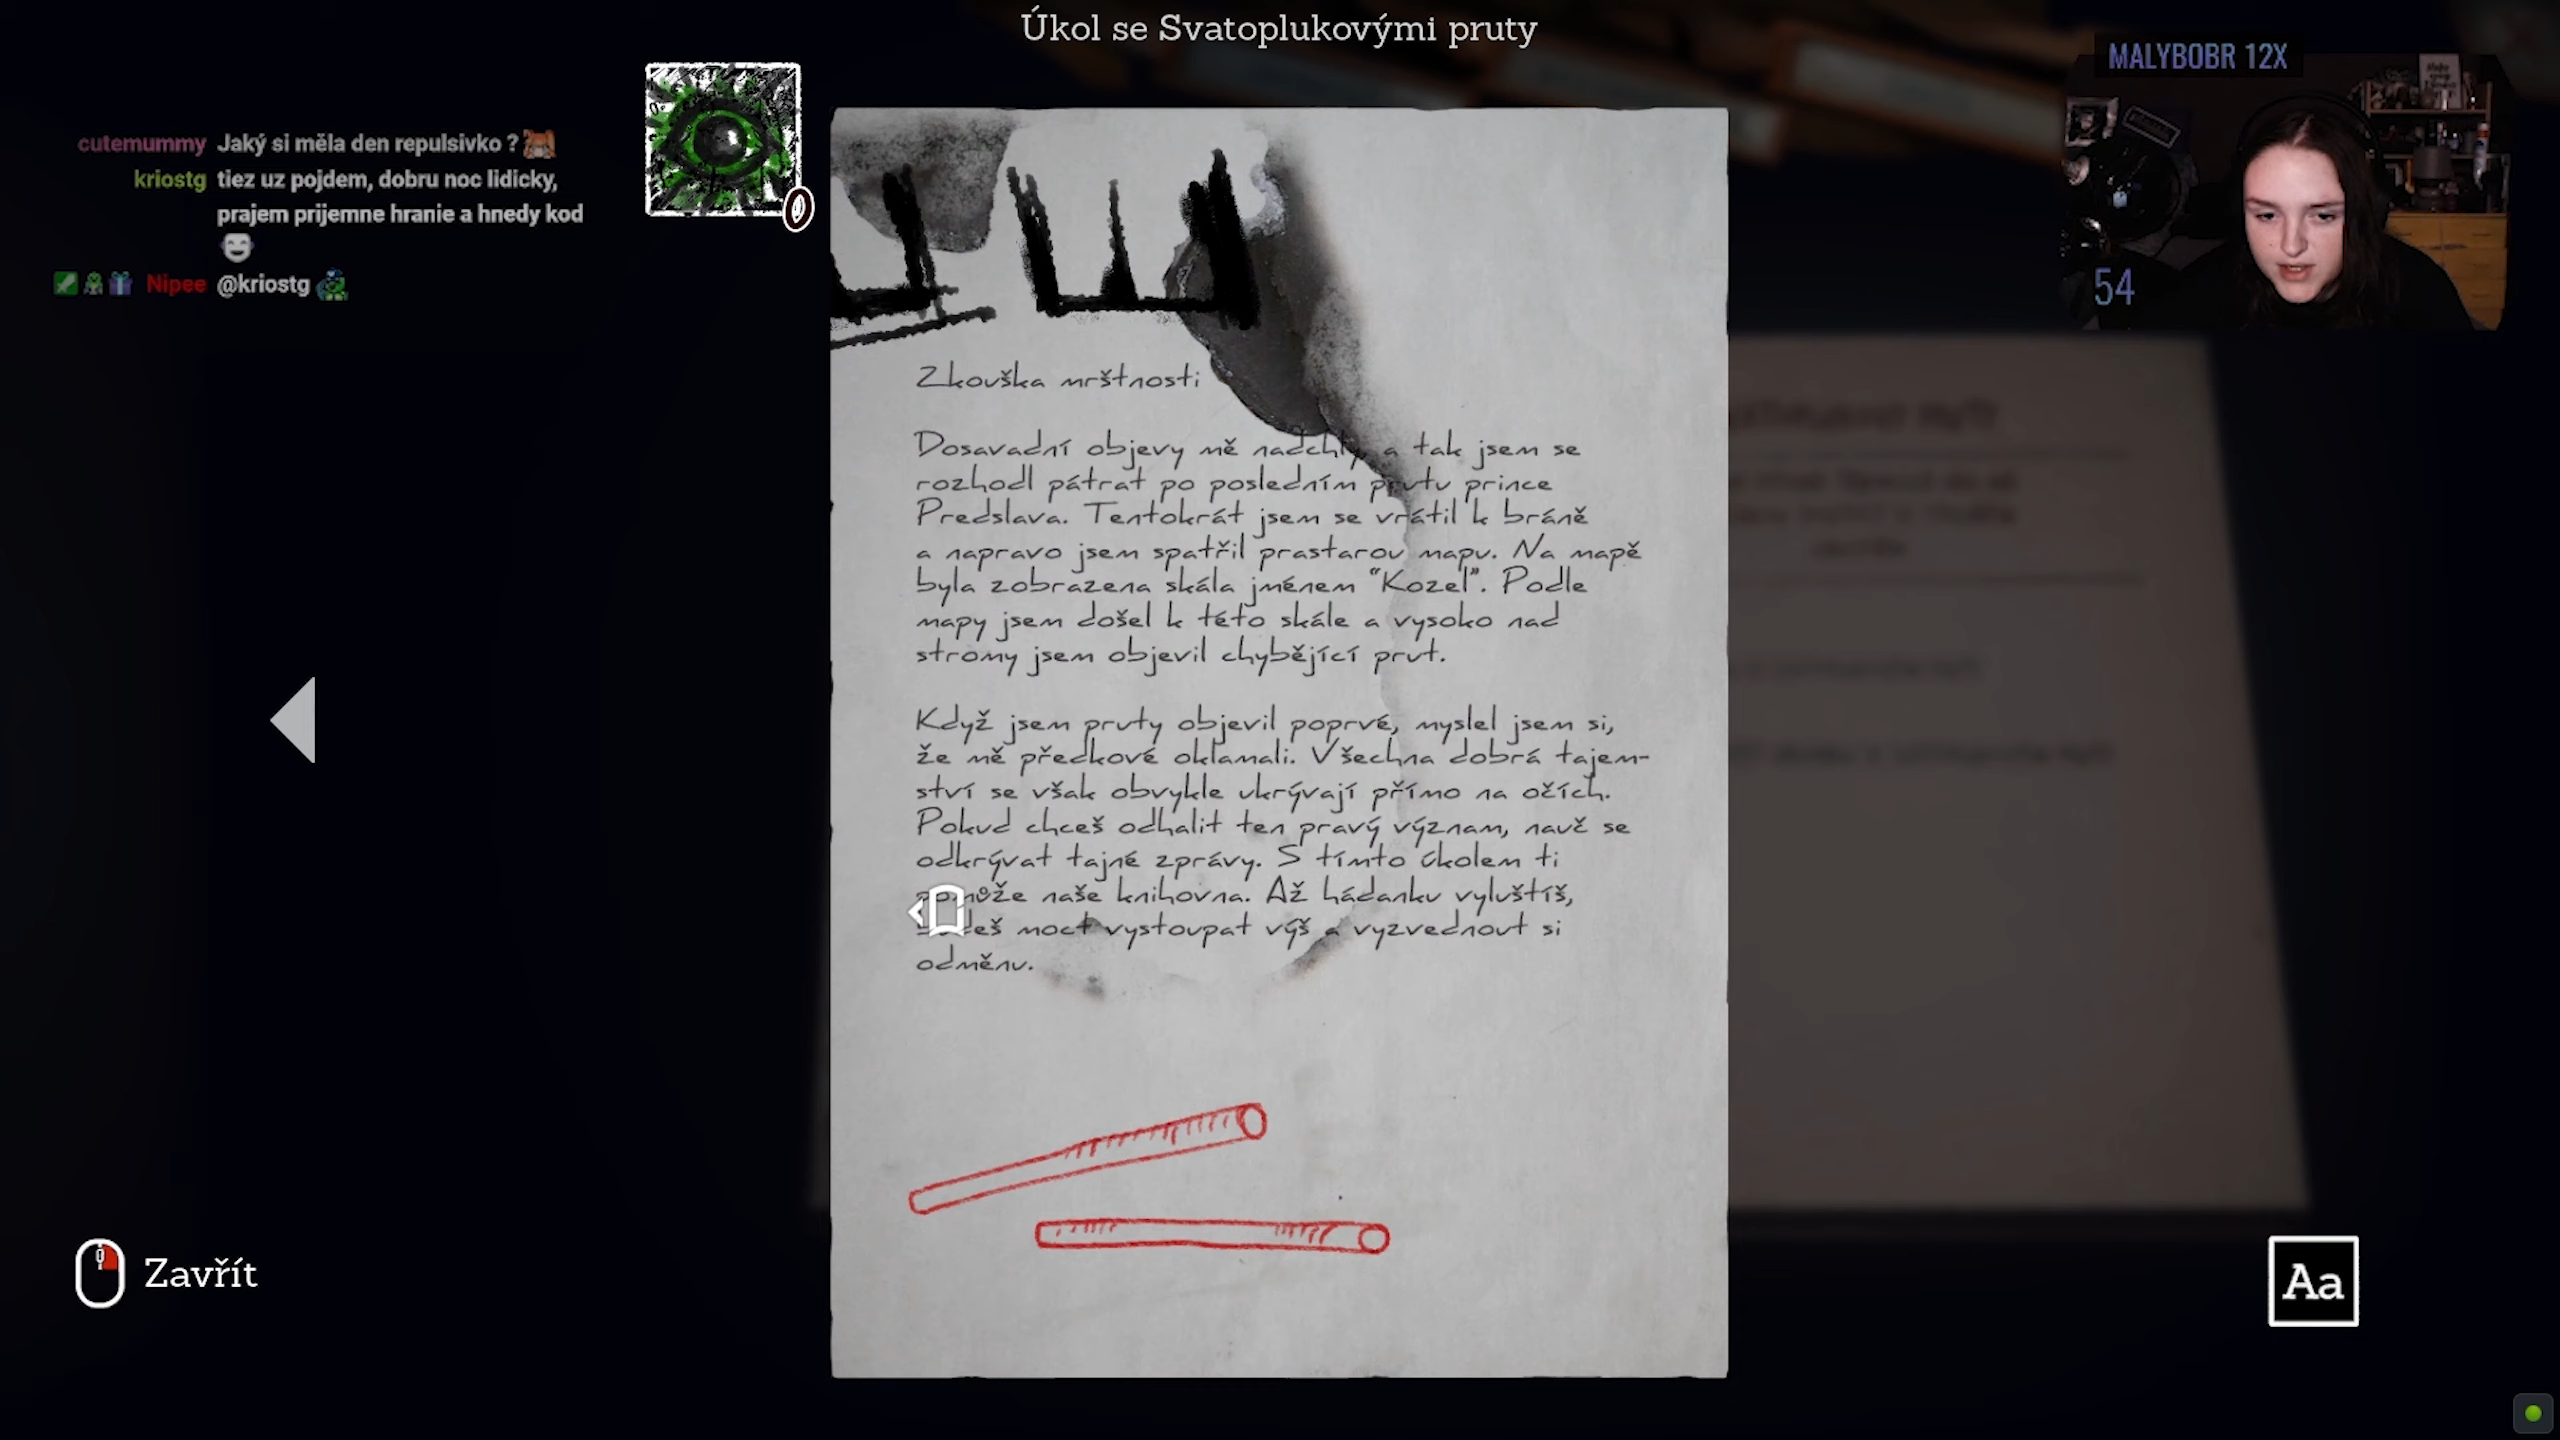 Úkol se Svatoplukovými pruty
MALYBOBR 12X
54
cutemummy Jaký si měla den repulsivko ?
kriostg tiez uz pojdem, dobru noc lidicky,
prajem prijemne hranie a hnedy kod
Nipee @kriostg
0
Zkouška mrštnosti
Dosavadní objevy mě nadchly, a tak jsem se
rozhodl pátrat po posledním prutu prince
Predslava. Tentokrát jsem se vrátil k bráně
a napravo jsem spatřil prastarou mapu. Na mapě
byla zobrazena skála jménem “Kozel”. Podle
mapy jsem došel k této skále a vysoko nad
stromy jsem objevil chybějící prut.
Když jsem pruty objevil poprvé, myslel jsem si,
že mě předkové oklamali. Všechna dobrá tajem-
ství se však obvykle ukrývají přímo na očích.
Pokud chceš odhalit ten pravý význam, nauč se
odkrývat tajné zprávy. S tímto úkolem ti
pomůže naše knihovna. Až hádanku vyluštíš,
moct vystoupat výš a vyzvednout si
odměnu.
Zavřít
Aa